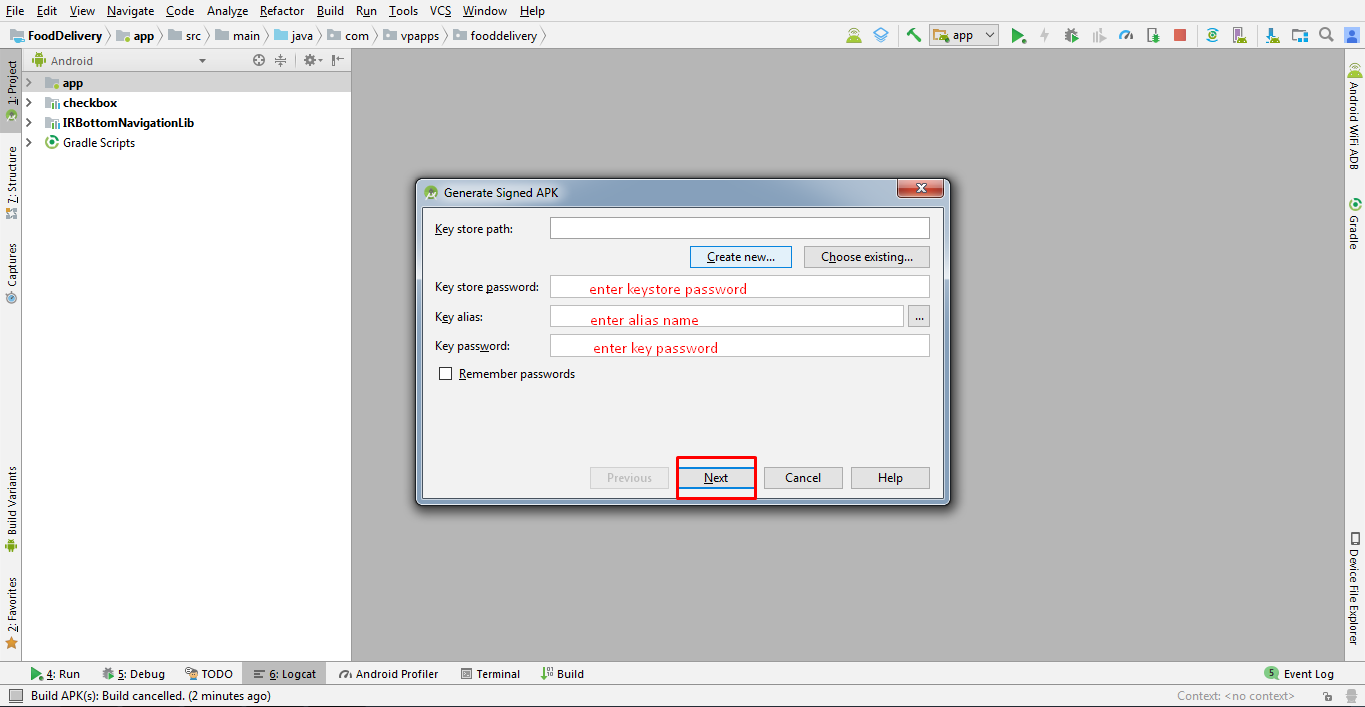 File Edit View Navigate Code Analyze Refactor Build Run Tools VCS Window Help
FoodDelivery app src main java com vpapps fooddelivery app
1: Project
Android
app
checkbox
IRBottomNavigationLib
Gradle Scripts
7: Structure
Captures
Build Variants
2: Favorites
Generate Signed APK
Key store path:
Create new... Choose existing...
Key store password: enter keystore password
Key alias: enter alias name ...
Key password: enter key password
Remember passwords
Previous Next Cancel Help
Android WiFi ADB
Gradle
Device File Explorer
4: Run 5: Debug TODO 6: Logcat Android Profiler Terminal Build 5 Event Log
Build APK(s): Build cancelled. (2 minutes ago) Context: <no context>